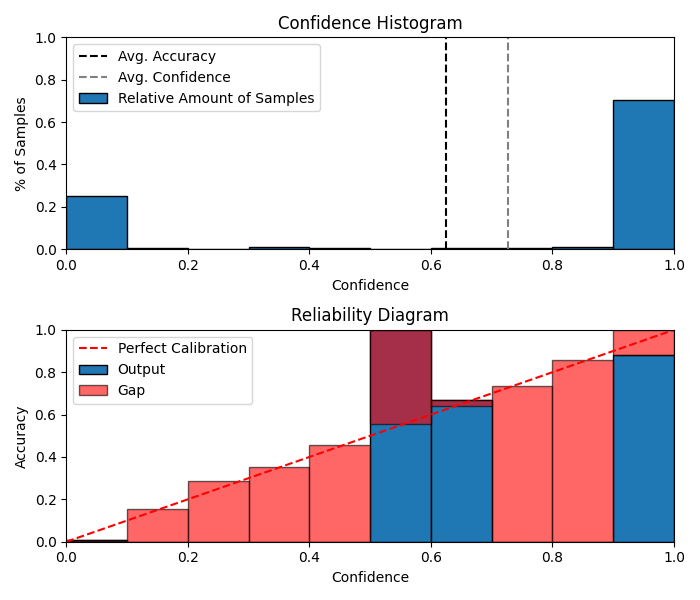 Confidence Histogram
1.0
0.8
0.6
0.4
0.2
0.0
% of Samples
Avg. Accuracy
Avg. Confidence
Relative Amount of Samples
0.0 0.2 0.4 0.6 0.8 1.0
Confidence
Reliability Diagram
1.0
0.8
0.6
0.4
0.2
0.0
Accuracy
Perfect Calibration
Output
Gap
0.0 0.2 0.4 0.6 0.8 1.0
Confidence